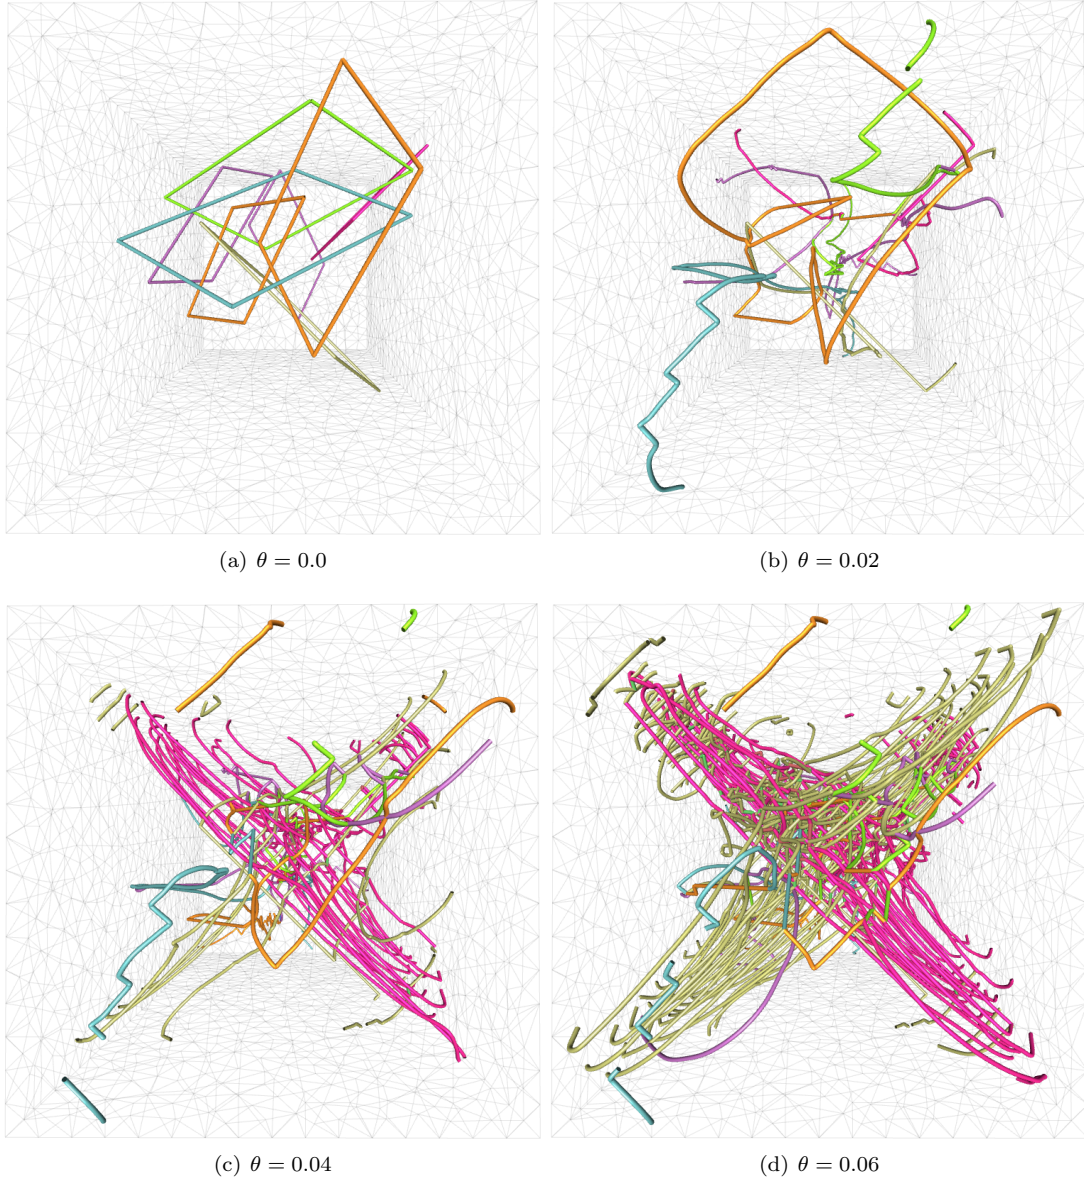 (a) θ = 0.0
(b) θ = 0.02
(c) θ = 0.04
(d) θ = 0.06